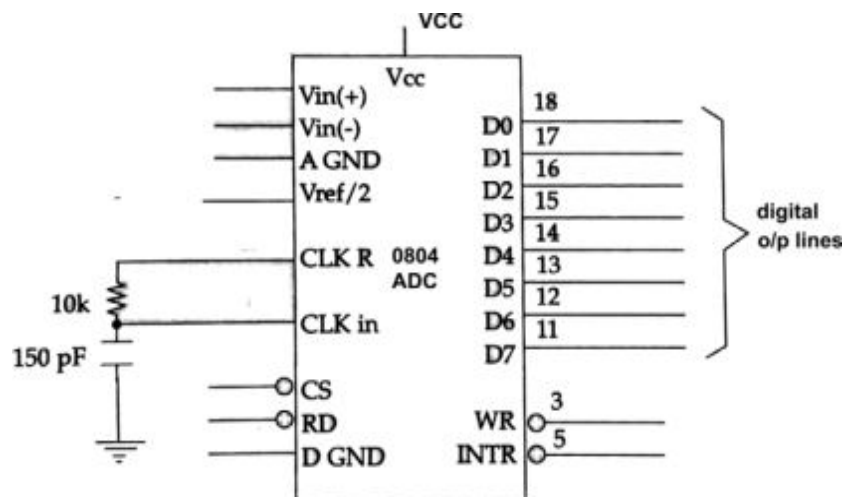 VCC
Vcc
Vin(+)
Vin(-)
A GND
Vref/2
CLK R
10k
CLK in
150 pF
CS
RD
D GND
0804
ADC
18
D0
17
D1
16
D2
15
D3
14
D4
13
D5
12
D6
11
D7
3
WR
5
INTR
digital
o/p lines